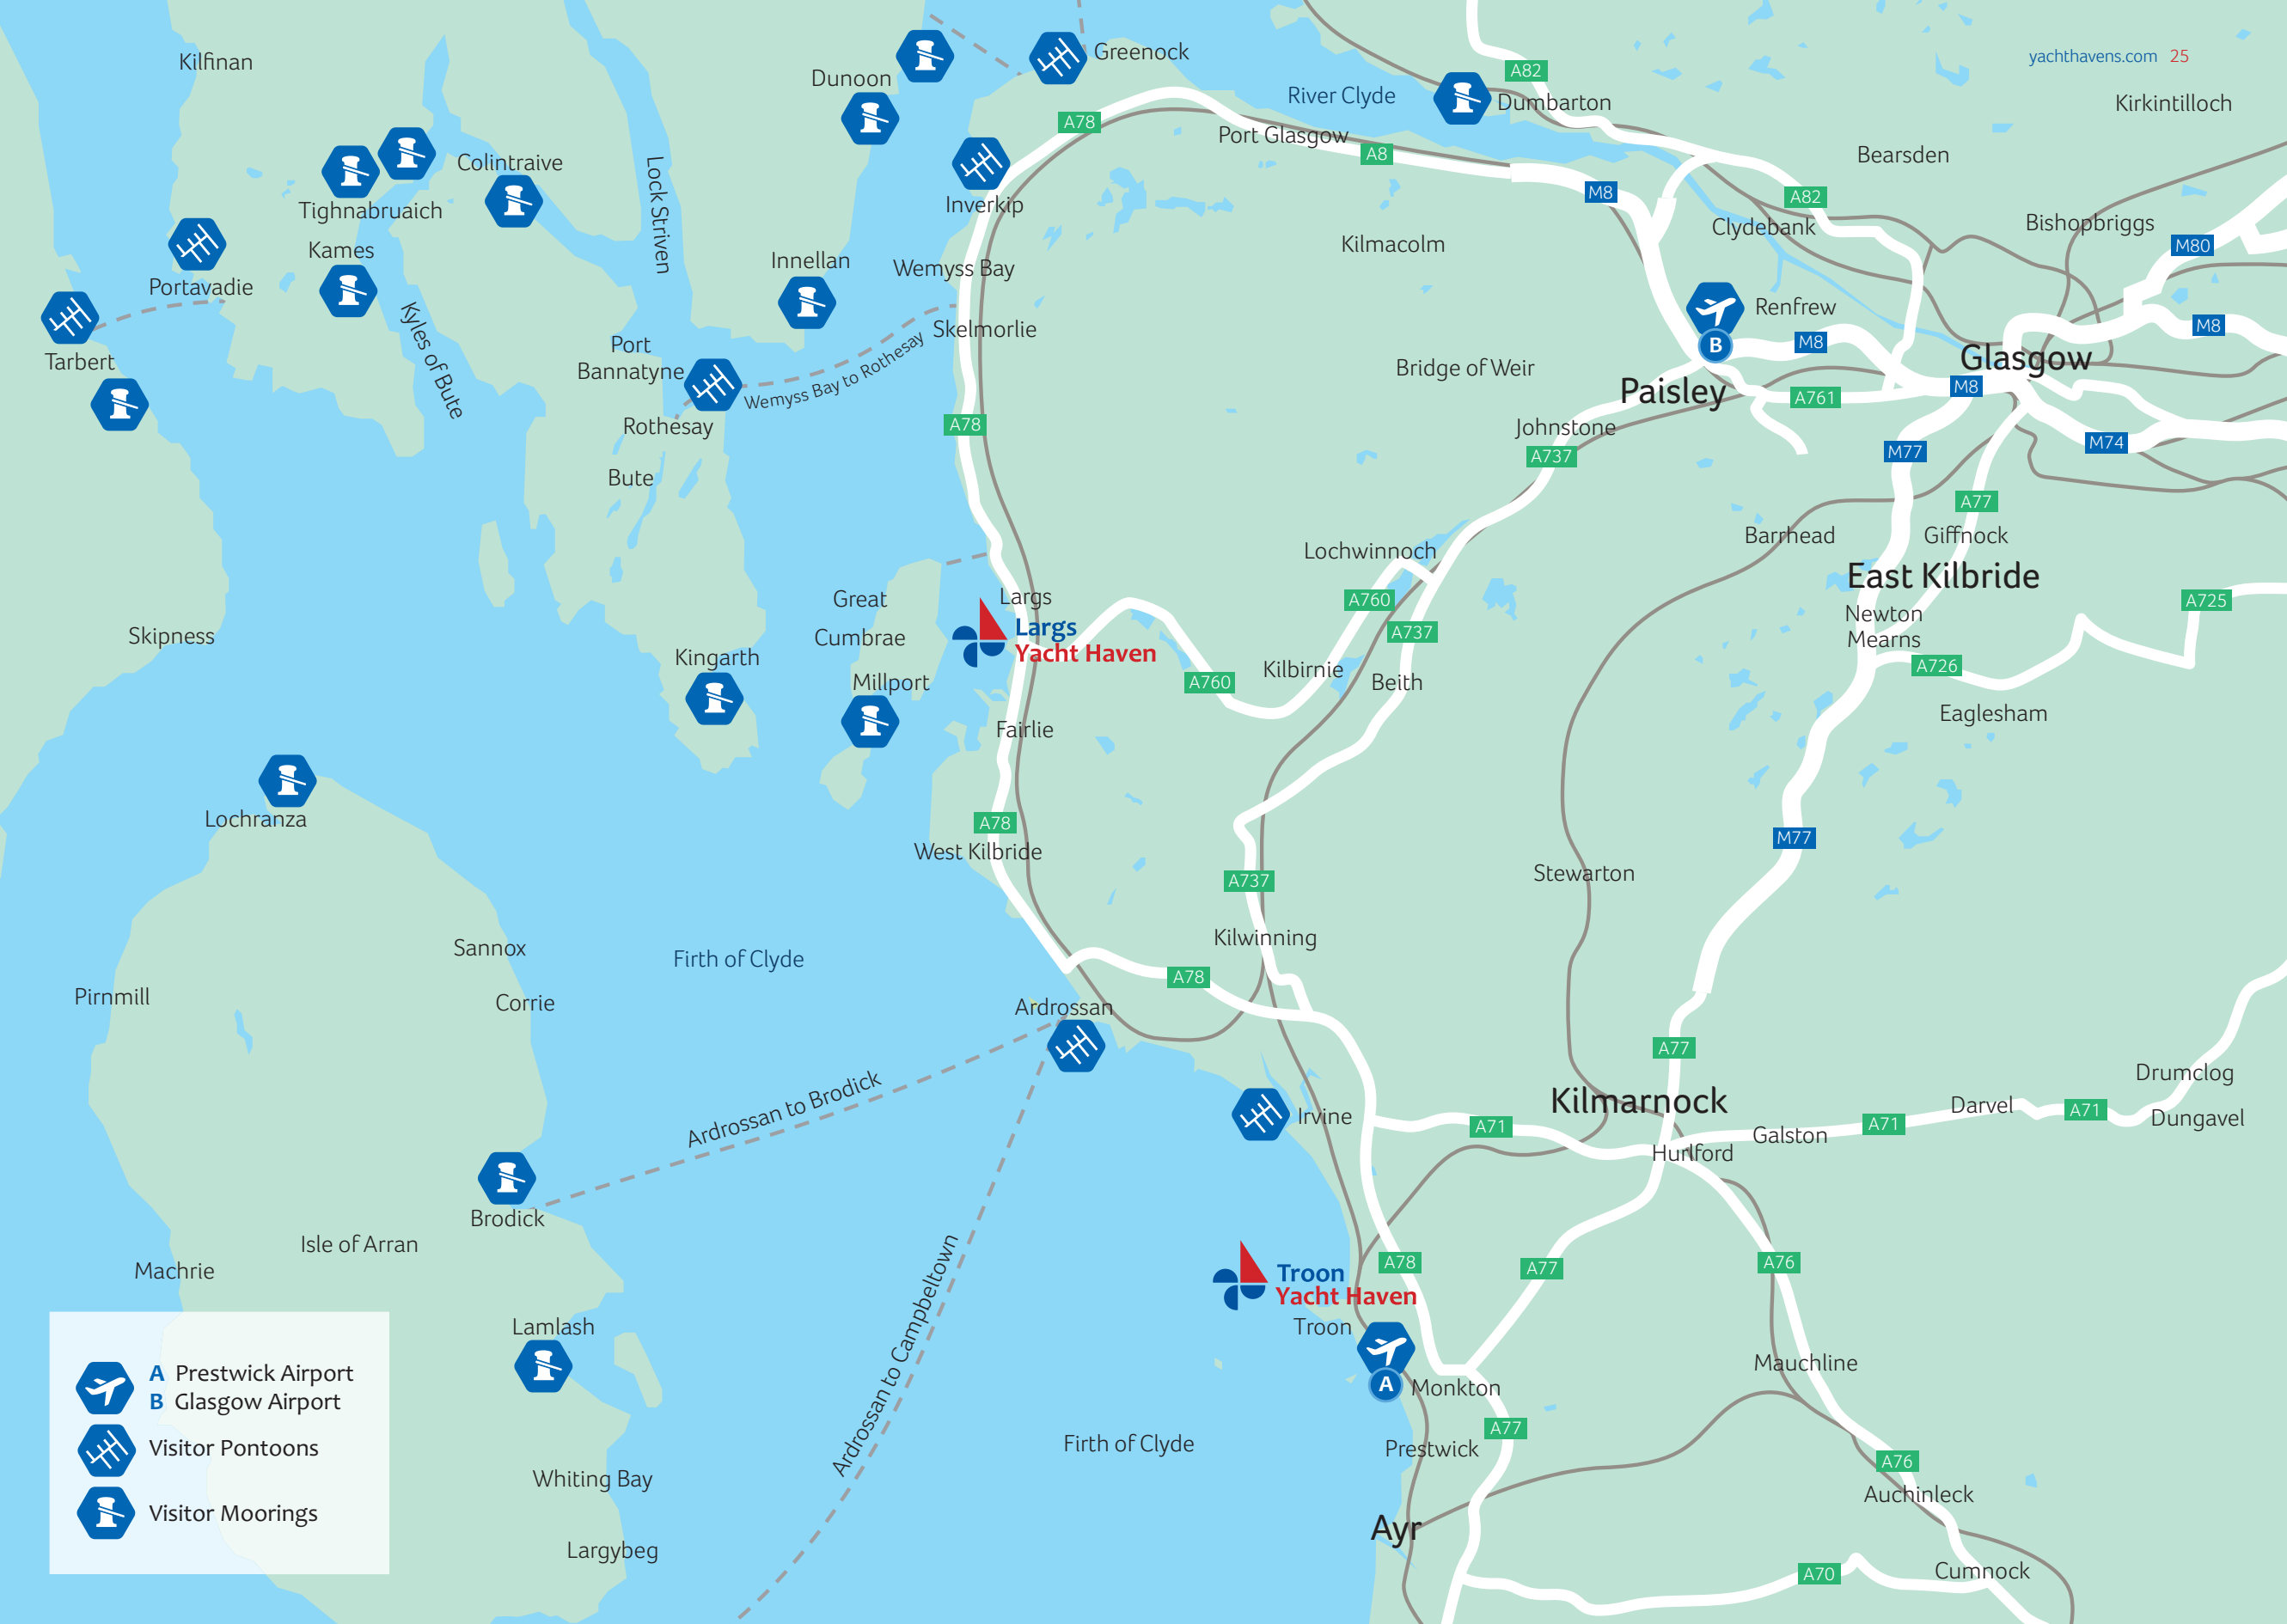 yachthavens.com 25
Kilfinan
Dunoon
Greenock
A82
River Clyde
Dumbarton
Kirkintilloch
A78
Port Glasgow
A8
Bearsden
Colintraive
Lock Striven
Inverkip
M8
A82
Tighnabruaich
Clydebank
Bishopbriggs
Kames
Innellan
Wemyss Bay
Kilmacolm
M80
Portavadie
Kyles of Bute
Renfrew
B
M8
M8
Skelmorlie
Port
Bannatyne
Wemyss Bay to Rothesay
Tarbert
Bridge of Weir
Glasgow
Paisley
M8
A761
Rothesay
A78
Johnstone
A737
M77
M74
Bute
A77
Barrhead
Giffnock
Lochwinnoch
East Kilbride
Great
Cumbrae
Largs
Largs
Yacht Haven
A760
A737
A725
Newton
Mearns
Skipness
Kingarth
Millport
A760
Kilbirnie
Beith
A726
Eaglesham
Fairlie
Lochranza
A78
West Kilbride
M77
A737
Stewarton
Sannox
Firth of Clyde
Kilwinning
Pirnmill
Corrie
A78
Ardrossan
A77
Ardrossan to Brodick
Kilmarnock
Drumclog
Irvine
A71
A71
Darvel
A71
Dungavel
Galston
Hurlford
Brodick
Isle of Arran
Machrie
Ardrossan to Campbeltown
Troon
Yacht Haven
A78
A77
A76
Lamlash
Troon
Mauchline
A
Monkton
A Prestwick Airport
B Glasgow Airport
Visitor Pontoons
Visitor Moorings
Firth of Clyde
A77
Prestwick
A76
Whiting Bay
Auchinleck
Ayr
Largybeg
A70
Cumnock